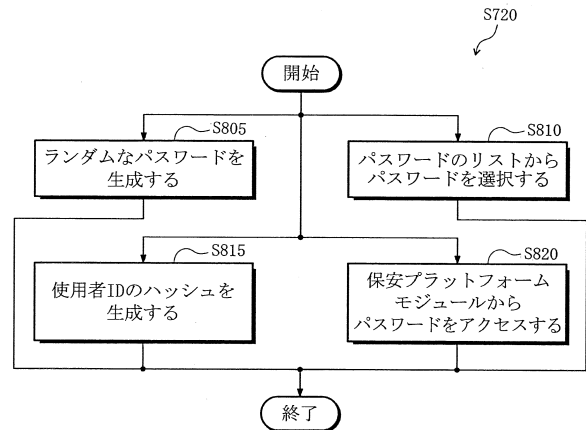 S720
開始
S805
ランダムなパスワードを
生成する
S810
パスワードのリストから
パスワードを選択する
S815
使用者IDのハッシュを
生成する
S820
保安プラットフォーム
モジュールから
パスワードをアクセスする
終了